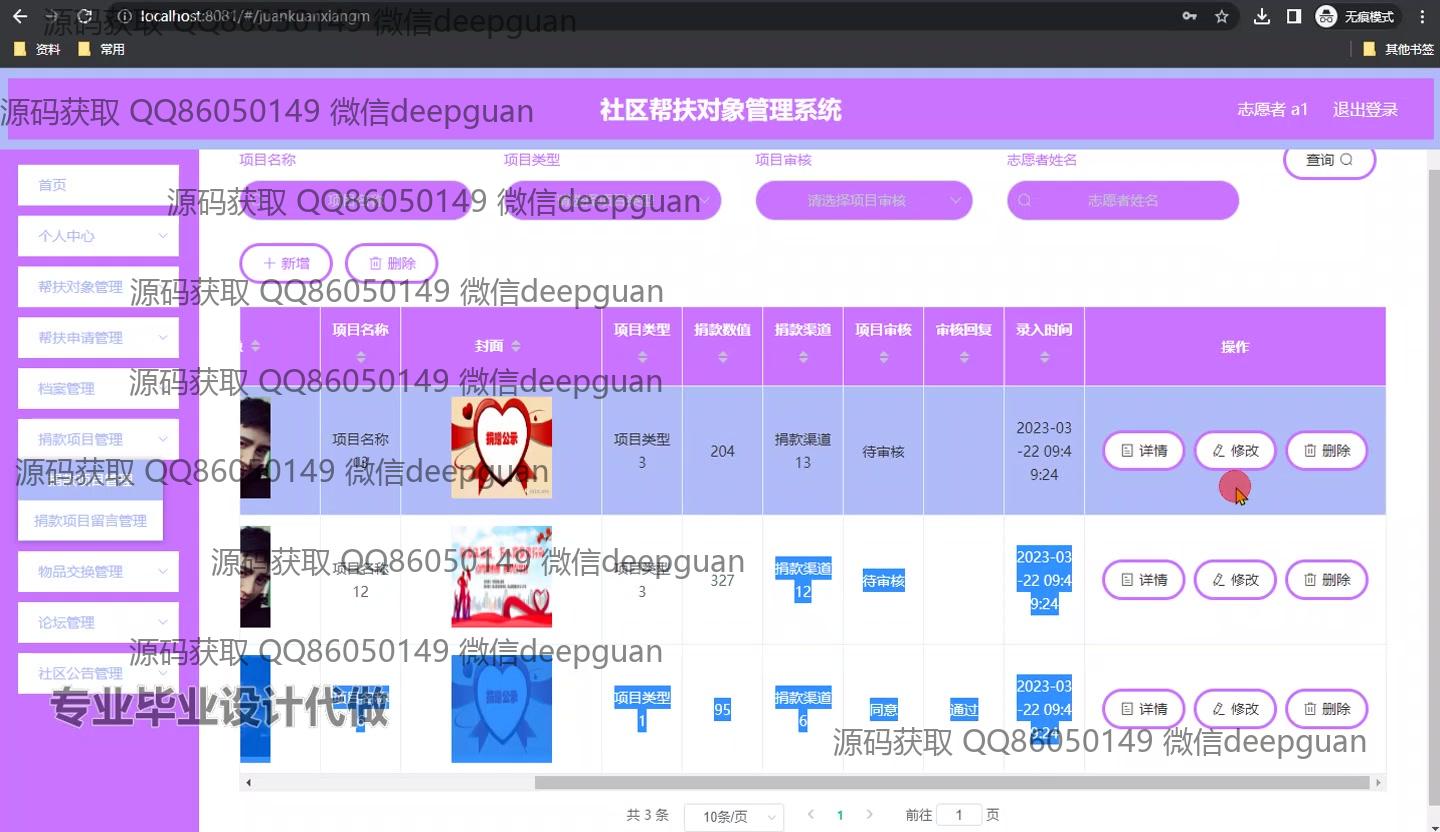 localhost:8081/#/juankuanxiangm
无痕模式
资料
常用
其他书签
源码获取 QQ86050149 微信deepguan
源码获取 QQ86050149 微信deepguan
社区帮扶对象管理系统
志愿者 a1
退出登录
首页
个人中心
帮扶对象管理
帮扶申请管理
档案管理
捐款项目管理
捐款项目留言管理
物品交换管理
论坛管理
社区公告管理
项目名称
项目类型
项目审核
志愿者姓名
查询
源码获取 QQ86050149 微信deepguan
请选择项目审核
志愿者姓名
新增
删除
源码获取 QQ86050149 微信deepguan
项目名称
封面
项目类型
捐款数值
捐款渠道
项目审核
审核回复
录入时间
操作
源码获取 QQ86050149 微信deepguan
项目名称
13
捐赠公示
项目类型
3
204
捐款渠道
13
待审核
2023-03
-22 09:4
9:24
详情
修改
删除
源码获取 QQ86050149 微信deepguan
源码获取 QQ86050149 微信deepguan
项目名称
12
项目类型
3
327
捐款渠道
12
待审核
2023-03
-22 09:4
9:24
详情
修改
删除
源码获取 QQ86050149 微信deepguan
专业毕业设计代做
项目名称
捐赠公示
项目类型
1
95
捐款渠道
6
同意
通过
2023-03
-22 09:4
9:24
详情
修改
删除
源码获取 QQ86050149 微信deepguan
共 3 条
10条/页
1
前往
1
页